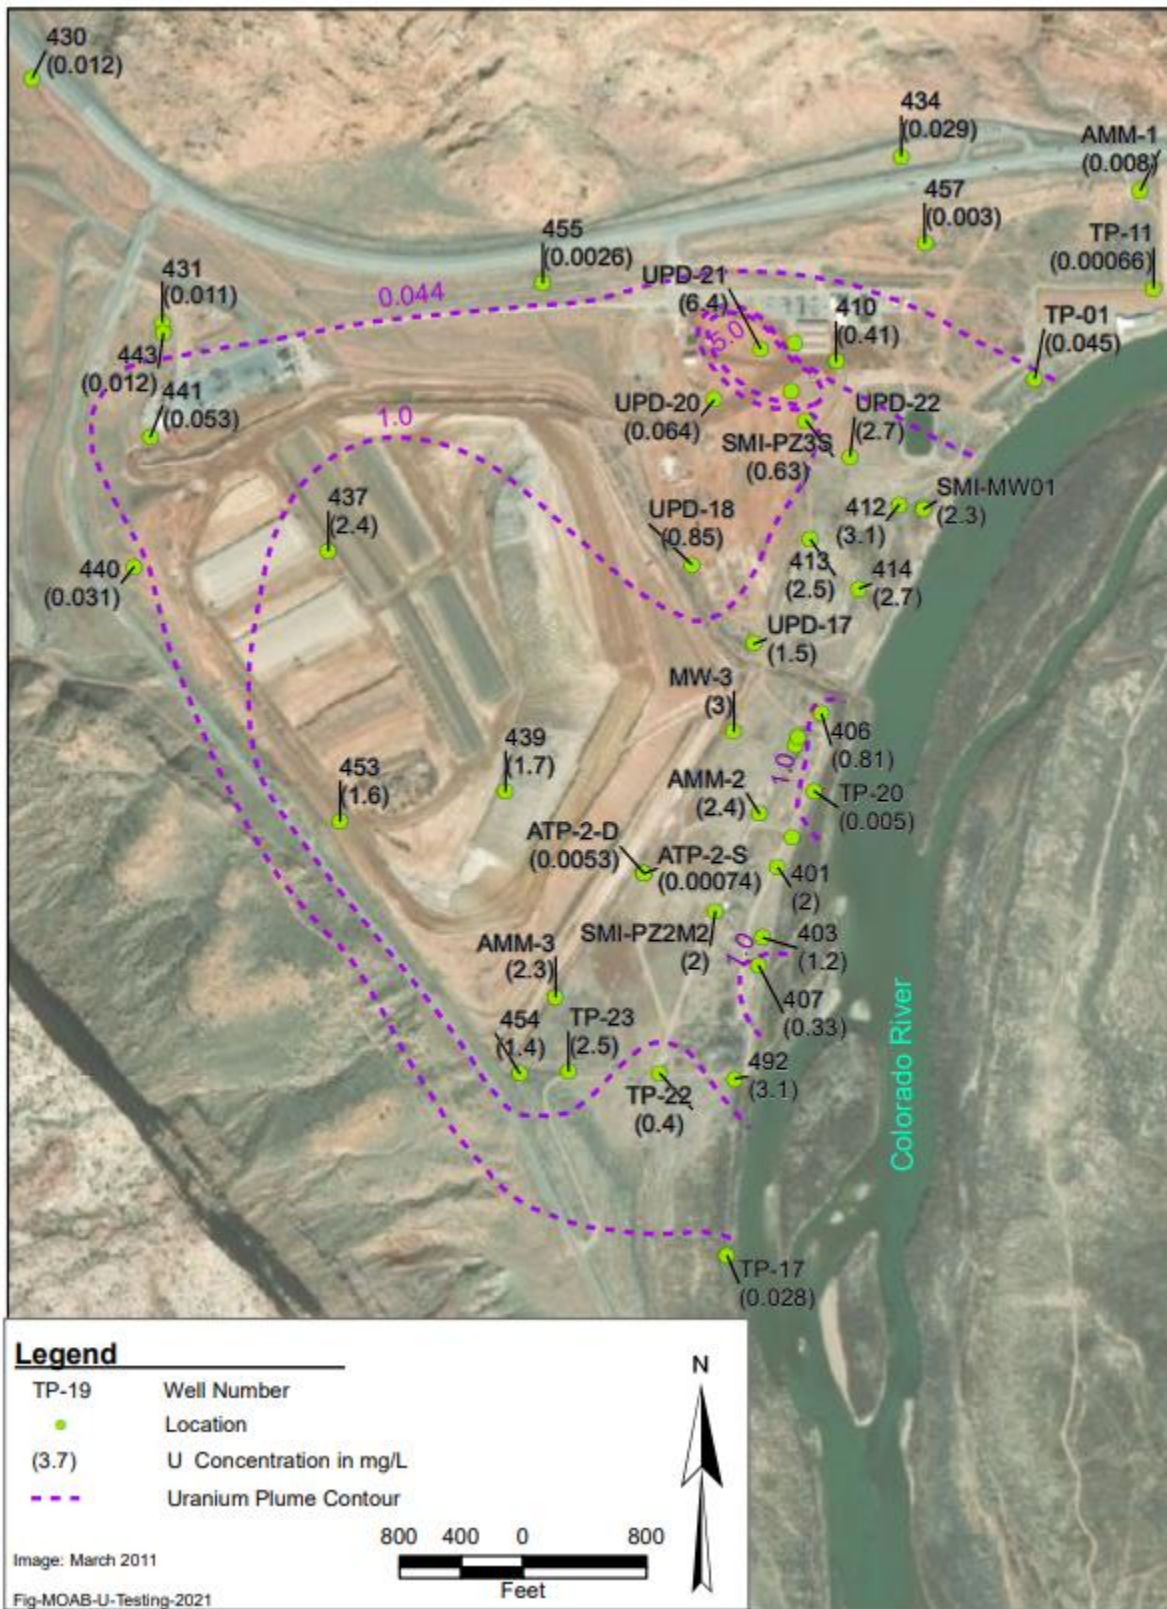 430
(0.012)
434
(0.029)
AMM-1
(0.008)
457
(0.003)
455
(0.0026)
TP-11
(0.00066)
431
(0.011)
UPD-21
(6.4)
0.044
410
(0.41)
TP-01
(0.045)
5.0
443
(0.012)
441
(0.053)
1.0
UPD-20
(0.064)
UPD-22
(2.7)
SMI-PZ3S
(0.63)
437
(2.4)
UPD-18
(0.85)
412
(3.1)
SMI-MW01
(2.3)
440
(0.031)
413
(2.5)
414
(2.7)
UPD-17
(1.5)
MW-3
(3)
406
(0.81)
439
(1.7)
453
(1.6)
1.0
AMM-2
(2.4)
TP-20
(0.005)
ATP-2-D
(0.0053)
ATP-2-S
(0.00074)
401
(2)
SMI-PZ2M2
(2)
1.0
403
(1.2)
AMM-3
(2.3)
407
(0.33)
454
(1.4)
TP-23
(2.5)
492
(3.1)
TP-22
(0.4)
Colorado River
TP-17
(0.028)
Legend
TP-19 Well Number
Location
(3.7) U Concentration in mg/L
Uranium Plume Contour
N
800 400 0 800
Feet
Image: March 2011
Fig-MOAB-U-Testing-2021